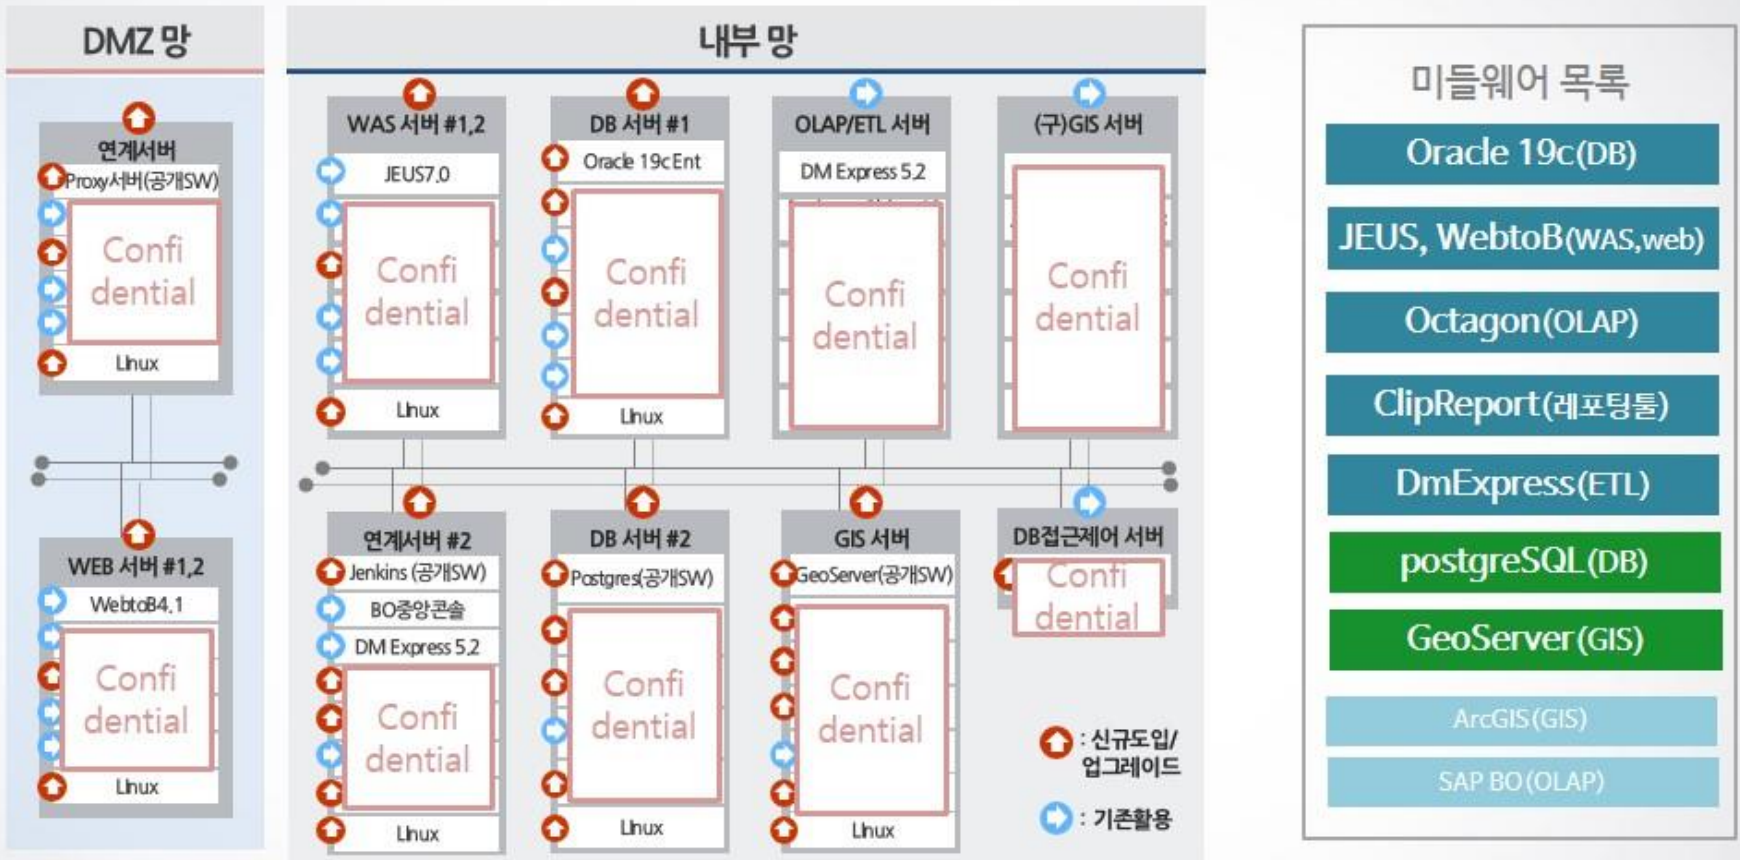 DMZ 망
연계서버
Proxy서버(공개SW)
Confi
dential
Linux
WEB 서버 #1,2
WebtoB4.1
Confi
dential
Linux
내부 망
WAS 서버 #1,2
JEUS7.0
Confi
dential
Linux
DB 서버 #1
Oracle 19c Ent
Confi
dential
Linux
OLAP/ETL 서버
DM Express 5.2
Confi
dential
(구)GIS 서버
Confi
dential
연계서버 #2
Jenkins (공개SW)
BO중앙콘솔
DM Express 5.2
Confi
dential
Linux
DB 서버 #2
Postgres(공개SW)
Confi
dential
Linux
GIS 서버
GeoServer(공개SW)
Confi
dential
Linux
DB접근제어 서버
Confi
dential
: 신규도입/
업그레이드
: 기존활용
미들웨어 목록
Oracle 19c(DB)
JEUS, WebtoB(WAS,web)
Octagon(OLAP)
ClipReport(레포팅툴)
DmExpress(ETL)
postgreSQL(DB)
GeoServer(GIS)
ArcGIS(GIS)
SAP BO(OLAP)